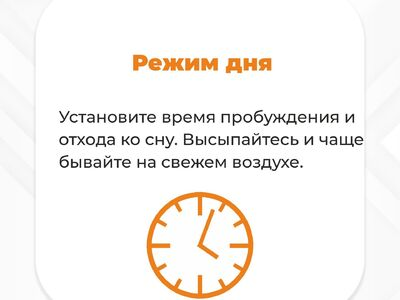 Режим дня
Установите время пробуждения и
отхода ко сну. Высыпайтесь и чаще
бывайте на свежем воздухе.